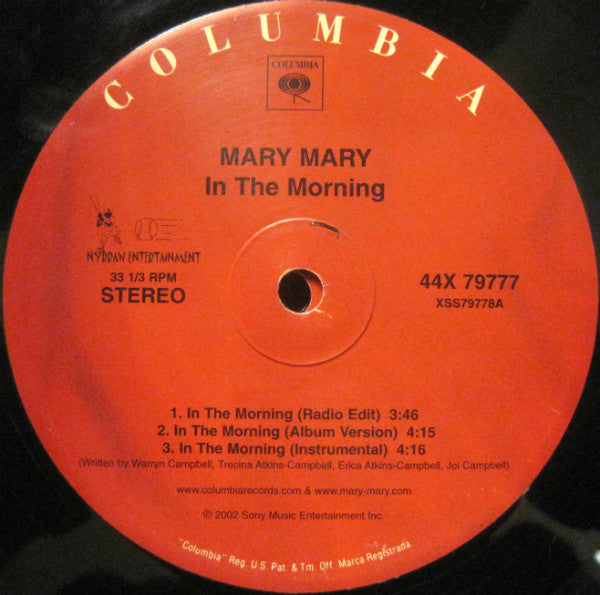 COLUMBIA
COLUMBIA
MARY MARY
In The Morning
NYRRAW ENTERTAINMENT
33 1/3 RPM
STEREO
44X 79777
XSS79778A
1. In The Morning (Radio Edit) 3:46
2. In The Morning (Album Version) 4:15
3. In The Morning (Instrumental) 4:16
(Written by Warryn Campbell, Trecina Atkins-Campbell, Erica Atkins-Campbell, Joi Campbell)
www.columbiarecords.com & www.mary-mary.com
℗ 2002 Sony Music Entertainment Inc.
"Columbia" Reg. U.S. Pat. & Tm. Off. Marca Registrada.